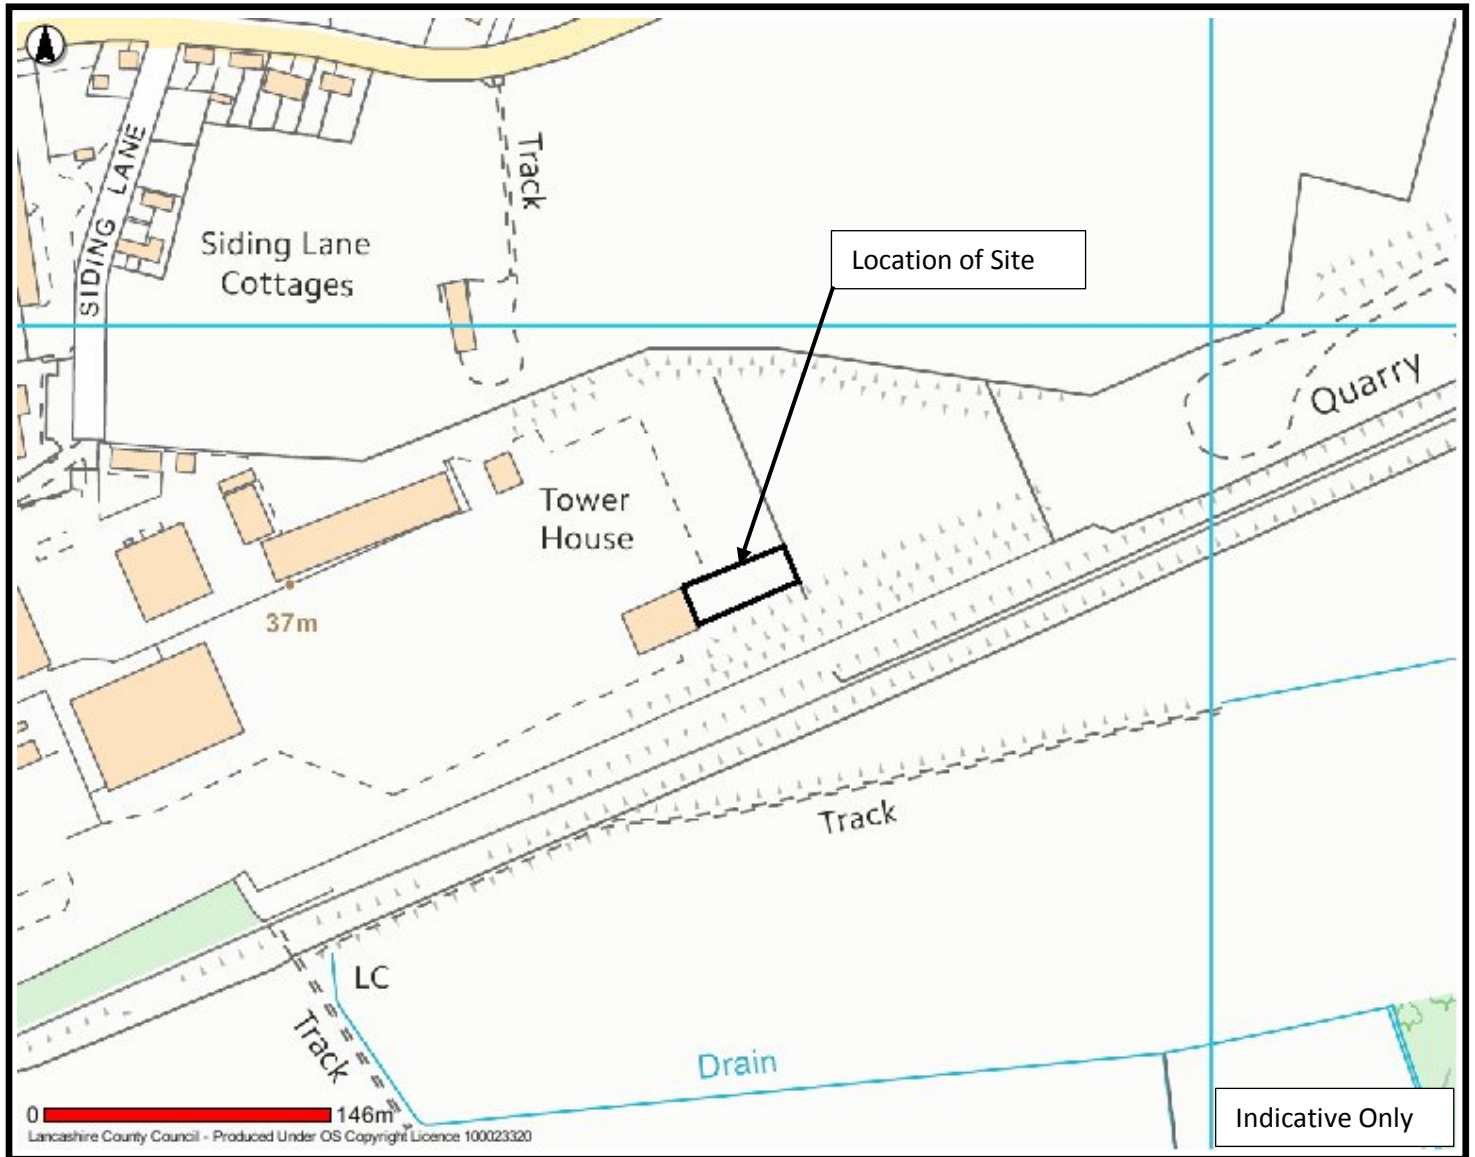 Track
SIDING LANE
Siding Lane
Cottages
Location of Site
Quarry
Tower
House
37m
Track
LC
Track
Drain
0 146m
Lancashire County Council - Produced Under OS Copyright Licence 100023320
Indicative Only